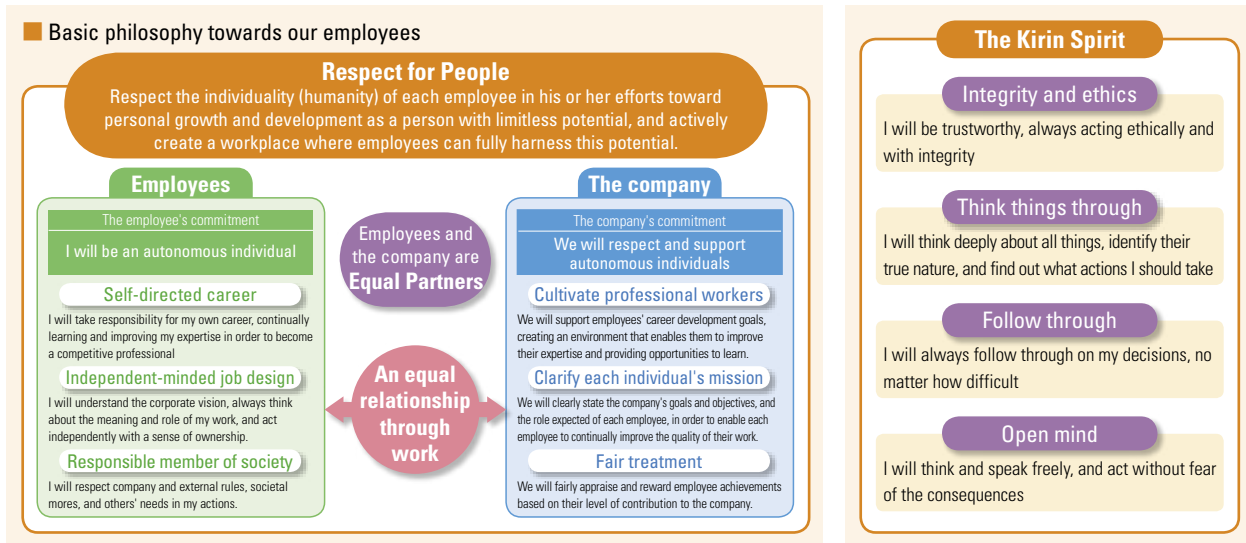 Basic philosophy towards our employees
Respect for People
Respect the individuality (humanity) of each employee in his or her efforts toward
personal growth and development as a person with limitless potential, and actively
create a workplace where employees can fully harness this potential.
Employees
The employee's commitment
I will be an autonomous individual
Self-directed career
I will take responsibility for my own career, continually
learning and improving my expertise in order to become
a competitive professional
Independent-minded job design
I will understand the corporate vision, always think
about the meaning and role of my work, and act
independently with a sense of ownership.
Responsible member of society
I will respect company and external rules, societal
mores, and others' needs in my actions.
Employees and
the company are
Equal Partners
An equal
relationship
through
work
The company
The company's commitment
We will respect and support
autonomous individuals
Cultivate professional workers
We will support employees' career development goals,
creating an environment that enables them to improve
their expertise and providing opportunities to learn.
Clarify each individual's mission
We will clearly state the company's goals and objectives, and
the role expected of each employee, in order to enable each
employee to continually improve the quality of their work.
Fair treatment
We will fairly appraise and reward employee achievements
based on their level of contribution to the company.
The Kirin Spirit
Integrity and ethics
I will be trustworthy, always acting ethically and
with integrity
Think things through
I will think deeply about all things, identify their
true nature, and find out what actions I should take
Follow through
I will always follow through on my decisions, no
matter how difficult
Open mind
I will think and speak freely, and act without fear
of the consequences